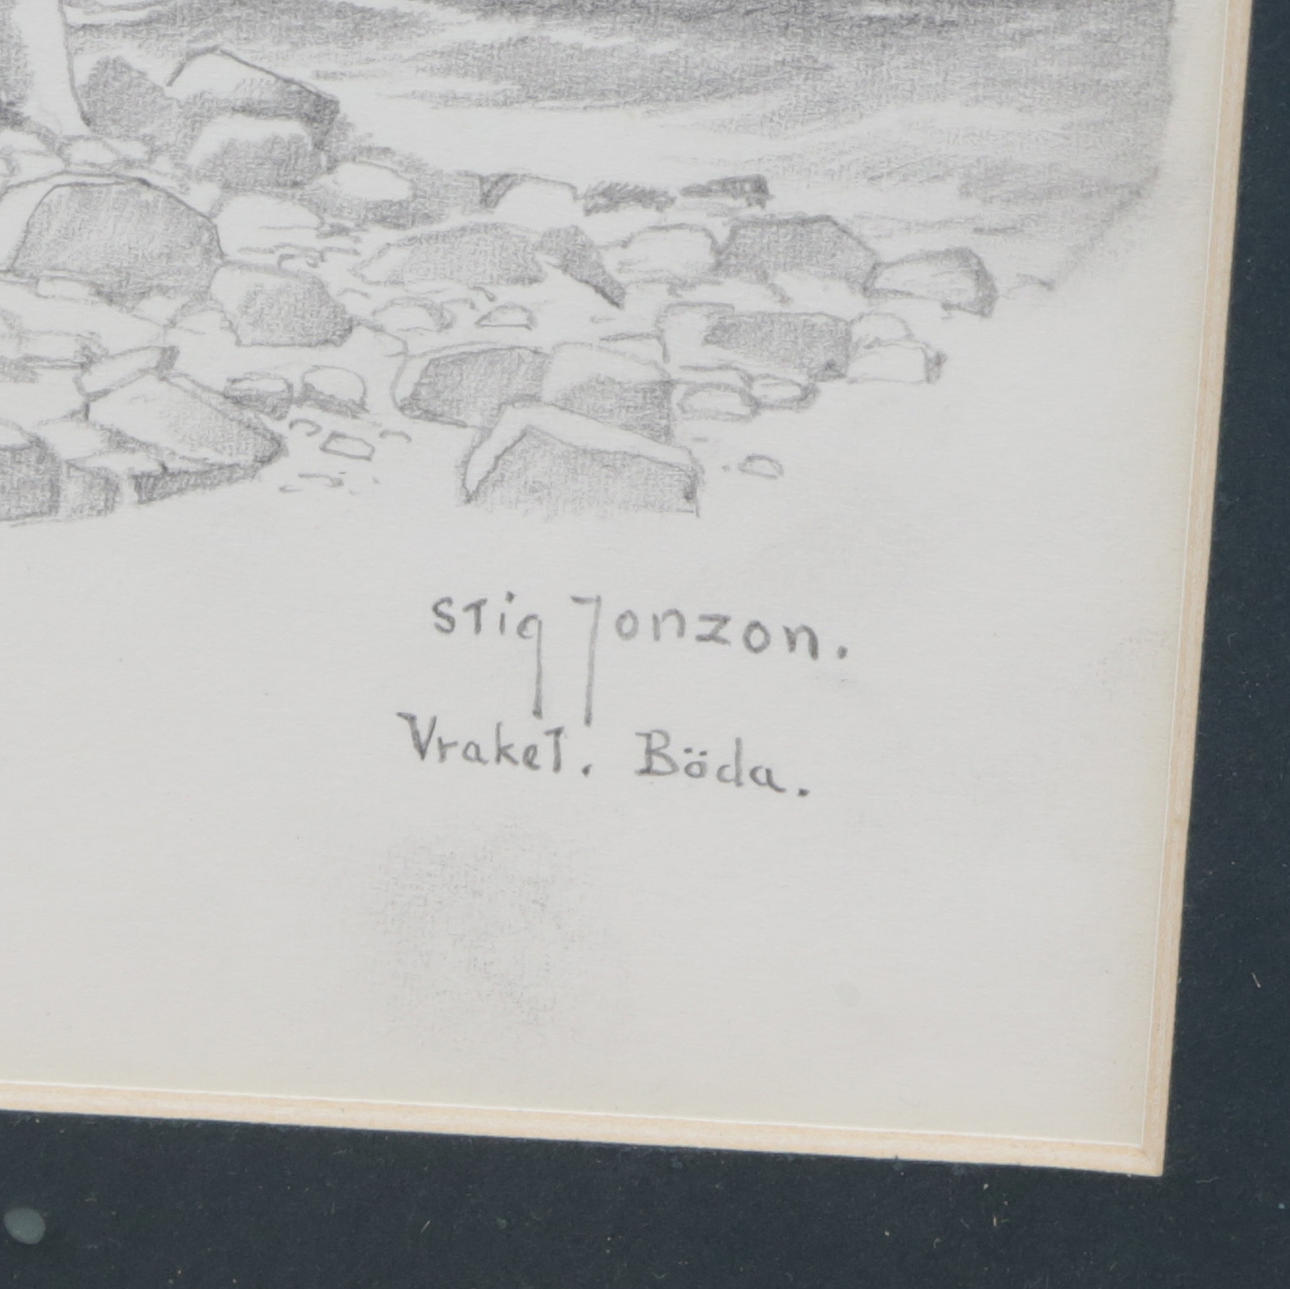 Stig Jonzon.
Vraket. Böda.